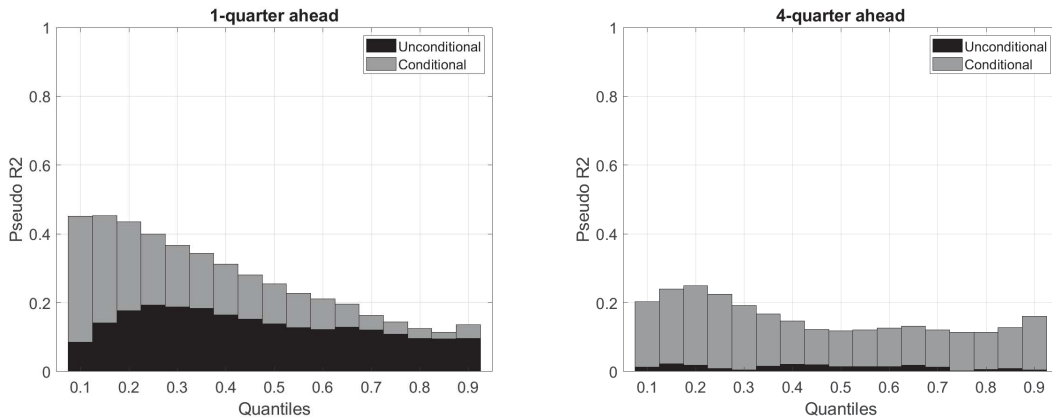 1-quarter ahead
1
0.8
0.6
0.4
0.2
0
Pseudo R2
Unconditional
Conditional
0.1 0.2 0.3 0.4 0.5 0.6 0.7 0.8 0.9
Quantiles
4-quarter ahead
1
0.8
0.6
0.4
0.2
0
Pseudo R2
Unconditional
Conditional
0.1 0.2 0.3 0.4 0.5 0.6 0.7 0.8 0.9
Quantiles